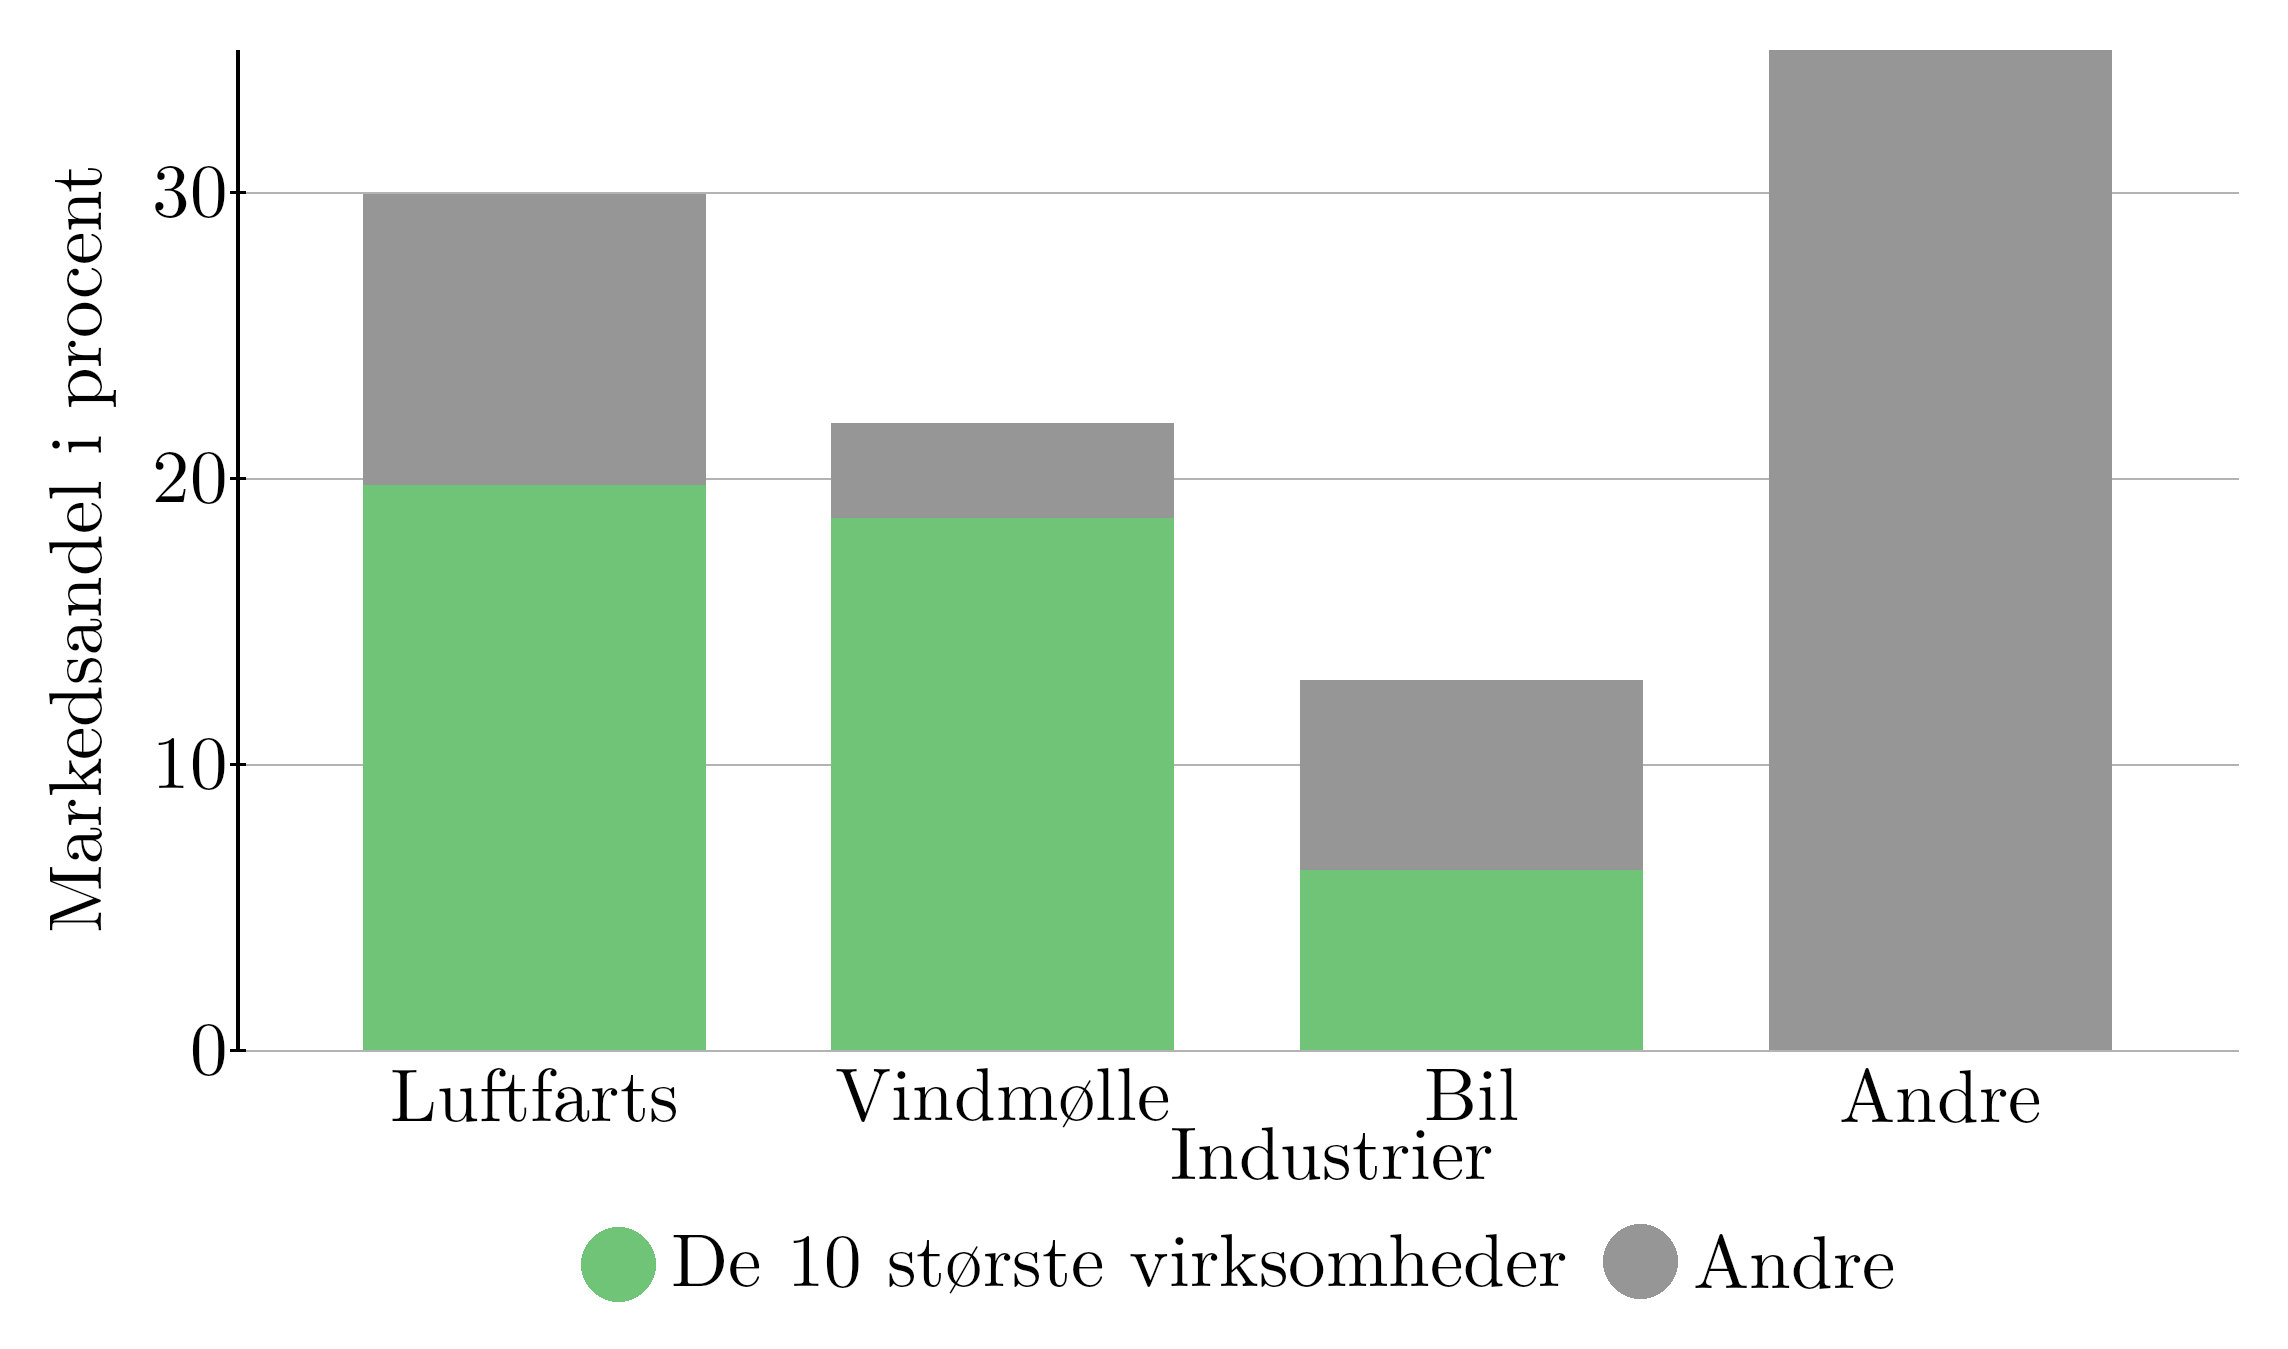 Markedsandel i procent
30
20
10
0
Luftfarts Vindmølle Bil Andre
Industrier
De 10 største virksomheder Andre